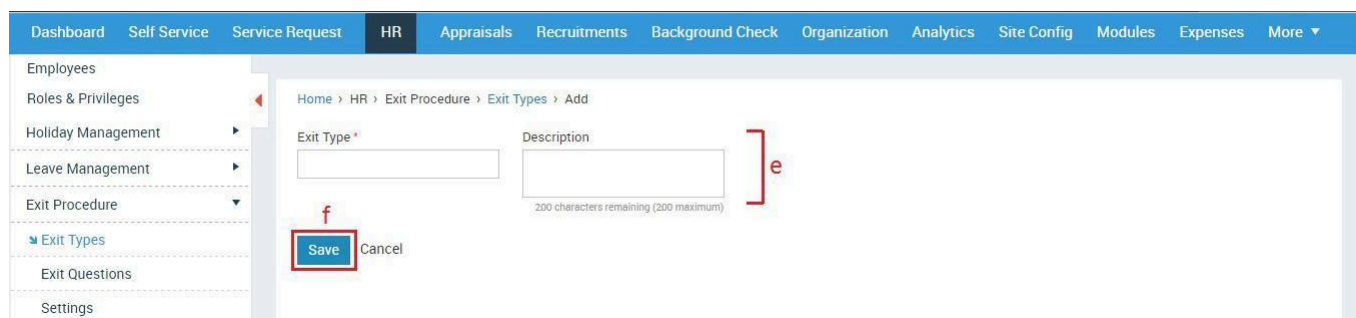 Dashboard Self Service Service Request HR Appraisals Recruitments Background Check Organization Analytics Site Config Modules Expenses More ▼
Employees
Roles & Privileges
Holiday Management
Leave Management
Exit Procedure
Exit Types
Exit Questions
Settings
Home > HR > Exit Procedure > Exit Types > Add
Exit Type * Description
e
200 characters remaining (200 maximum)
f
Save Cancel